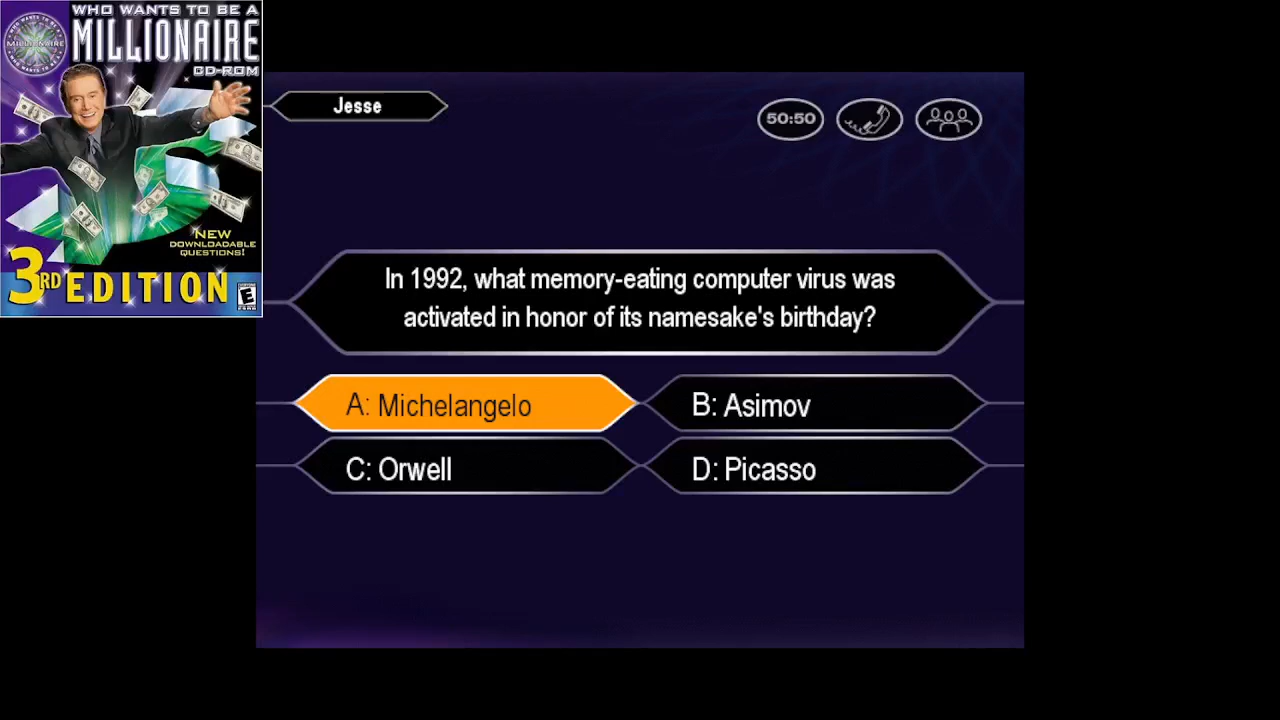 WHO WANTS TO BE A
MILLIONAIRE
CD-ROM
NEW
DOWNLOADABLE
QUESTIONS!
3RD EDITION
E
Jesse
50:50
In 1992, what memory-eating computer virus was
activated in honor of its namesake's birthday?
A: Michelangelo
B: Asimov
C: Orwell
D: Picasso